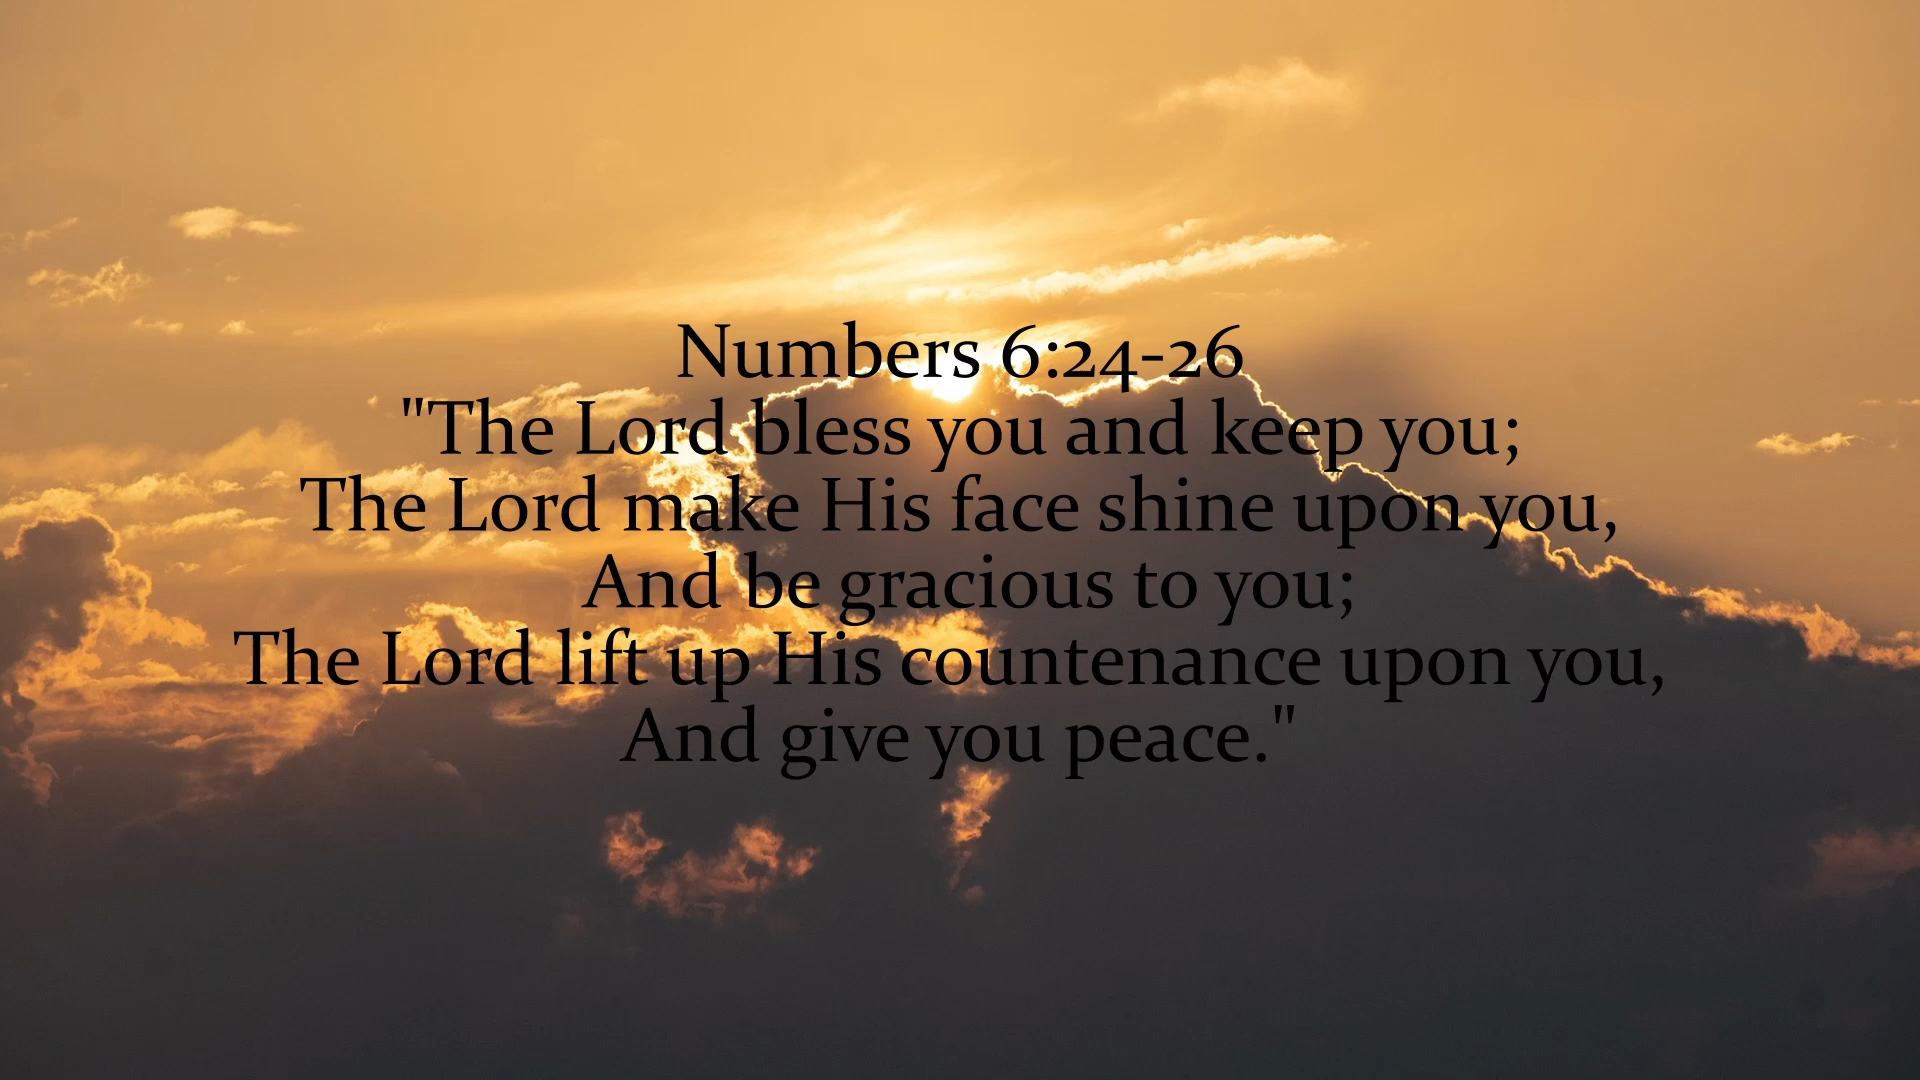 Numbers 6:24-26
"The Lord bless you and keep you;
The Lord make His face shine upon you,
And be gracious to you;
The Lord lift up His countenance upon you,
And give you peace."